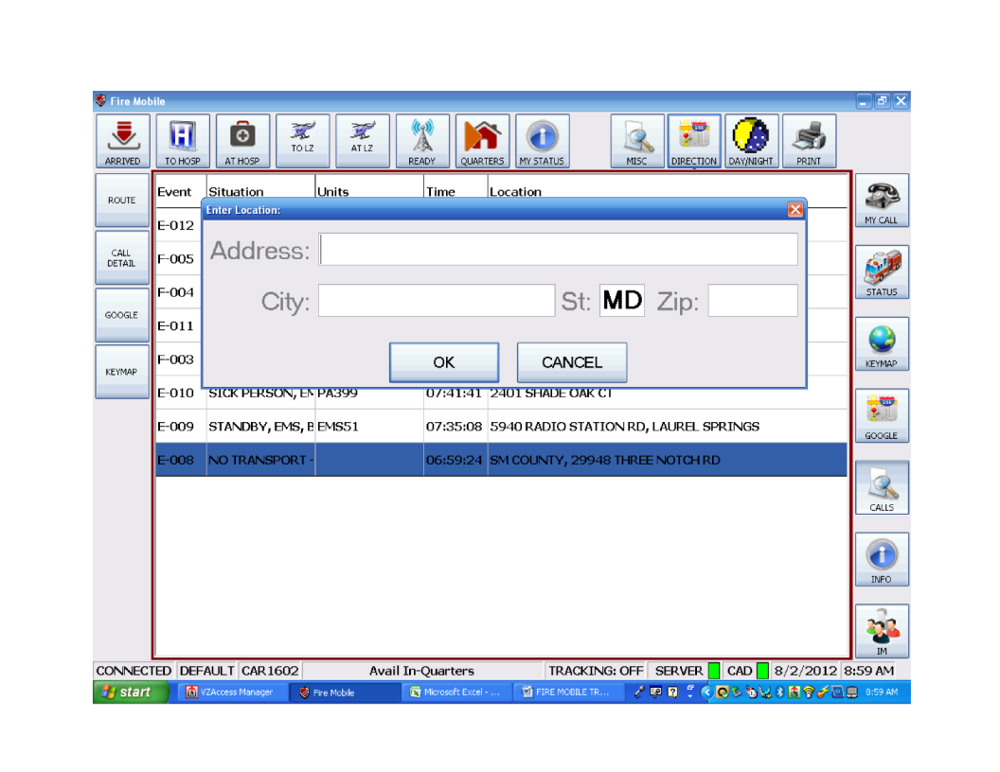 Fire Mobile
ARRIVED TO HOSP AT HOSP TO LZ AT LZ READY QUARTERS MY STATUS MISC DIRECTION DAY/NIGHT PRINT
ROUTE
CALL DETAIL
GOOGLE
KEYMAP
Event Situation Units Time Location
Enter Location:
Address:
City: St: MD Zip:
OK CANCEL
E-012
F-005
F-004
E-011
F-003
E-010 SICK PERSON, EN PA399 07:41:41 2401 SHADE OAK CT
E-009 STANDBY, EMS, B EMS51 07:35:08 5940 RADIO STATION RD, LAUREL SPRINGS
E-008 NO TRANSPORT - 06:59:24 SM COUNTY, 29948 THREE NOTCH RD
MY CALL
STATUS
KEYMAP
GOOGLE
CALLS
INFO
IM
CONNECTED DEFAULT CAR1602 Avail In-Quarters TRACKING: OFF SERVER CAD 8/2/2012 8:59 AM
start VZAccess Manager Fire Mobile Microsoft Excel - ... FIRE MOBILE TR... 8:59 AM